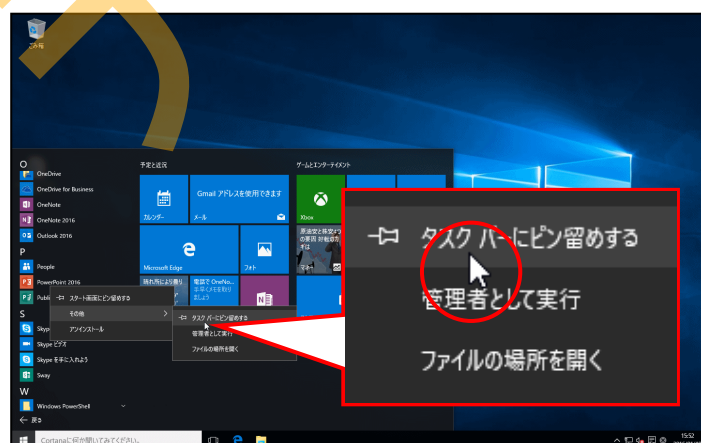 ごみ箱
O
OneDrive
OneDrive for Business
OneNote
OneNote 2016
Outlook 2016
P
People
PowerPoint 2016
Publi
S
Skyp
Skype ビデオ
Skype を手に入れよう
Sway
W
Windows PowerShell
戻る
スタート画面にピン留めする
その他
アンインストール
タスク バーにピン留めする
管理者として実行
ファイルの場所を開く
予定と近況
カレンダー
Gmail アドレスを使用できます
メール
Microsoft Edge
フォト
電話で OneNo...
ゲームとエンターテイメント
Xbox
マネー
タスク バーにピン留めする
管理者として実行
ファイルの場所を開く
Cortanaに何か聞いてみてください。
15:52